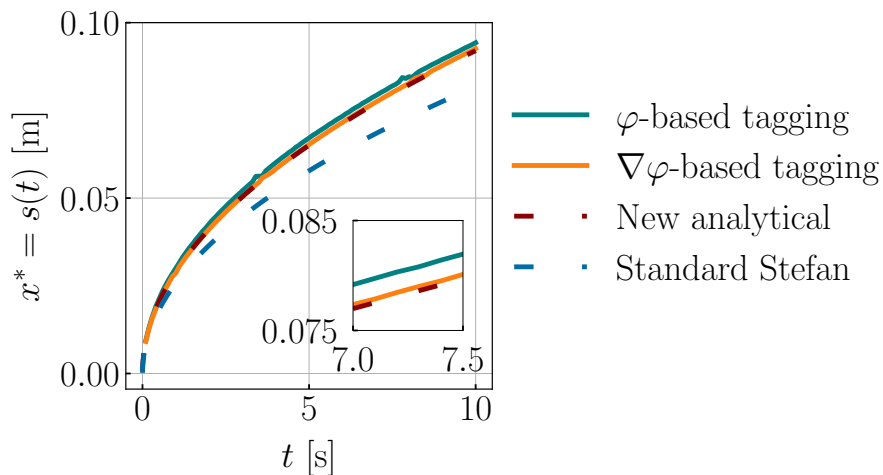 0.10
0.05
0.00
x* = s(t) [m]
0 5 10
t [s]
0.085
0.075
7.0 7.5
φ-based tagging
∇φ-based tagging
New analytical
Standard Stefan